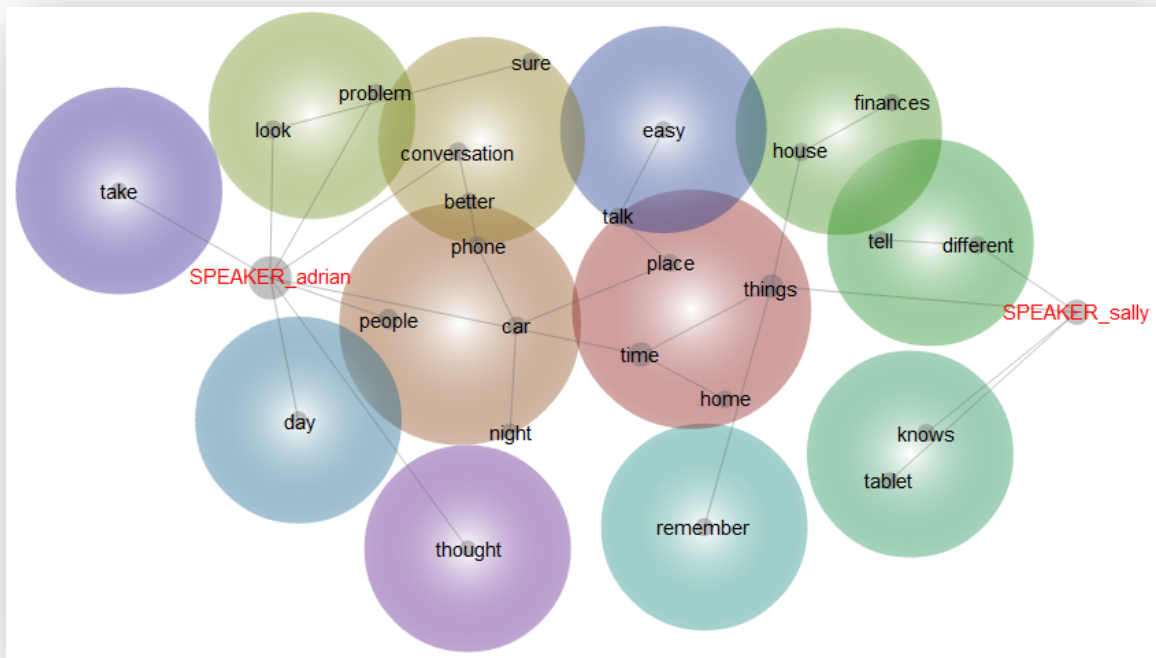 sure
problem
finances
look
easy
conversation
house
take
better
talk
tell
different
phone
place
SPEAKER_adrian
things
SPEAKER_sally
people
car
time
home
day
night
knows
tablet
remember
thought